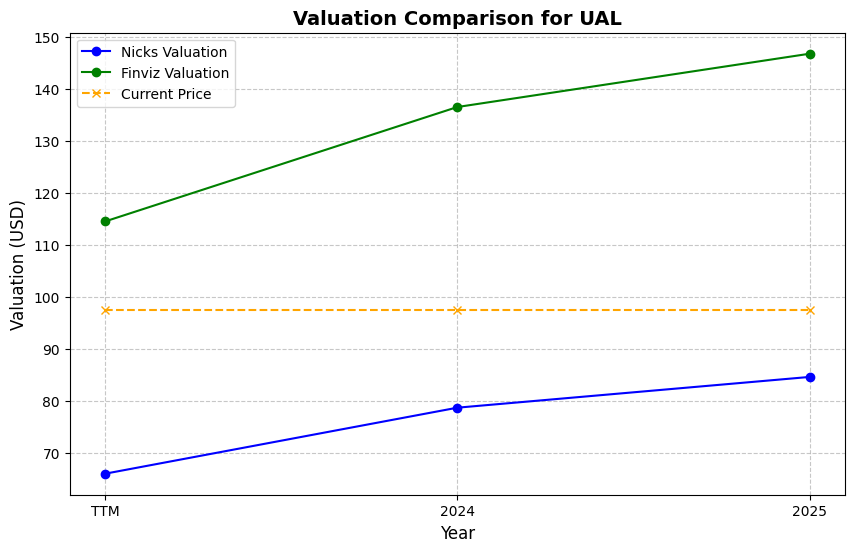 Valuation Comparison for UAL
Nicks Valuation
Finviz Valuation
Current Price
Valuation (USD)
150
140
130
120
110
100
90
80
70
TTM
2024
2025
Year